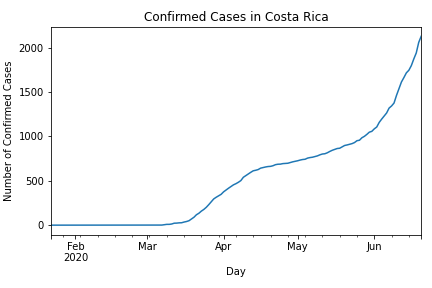 Confirmed Cases in Costa Rica
Number of Confirmed Cases
2000
1500
1000
500
0
Feb
2020
Mar
Apr
May
Jun
Day